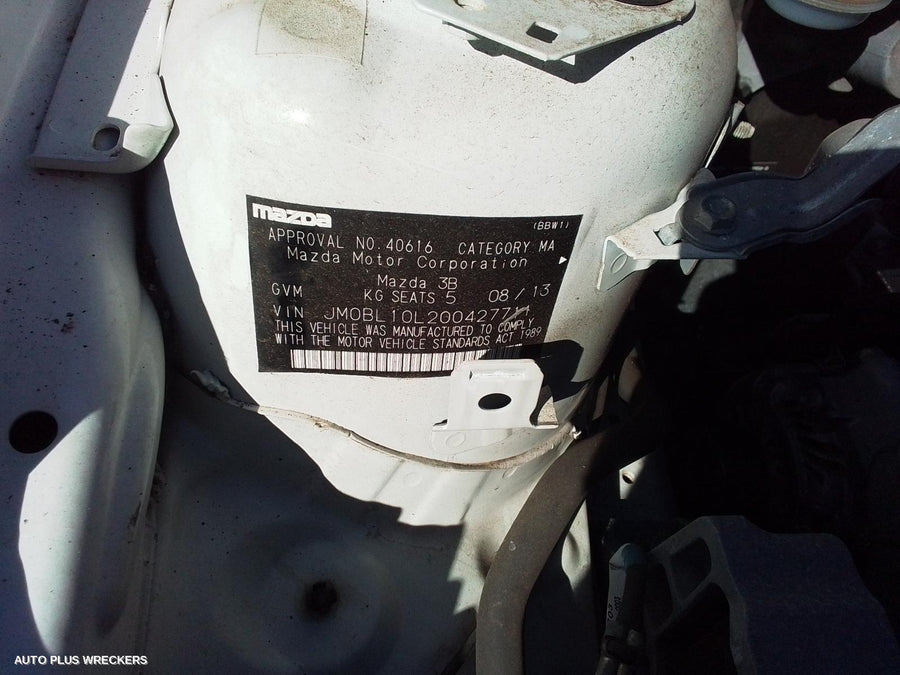 mazda
(BBW1)
APPROVAL NO. 40616 CATEGORY MA
Mazda Motor Corporation
Mazda 3B
GVM KG SEATS 5 08 / 13
VIN
THIS VEHICLE WAS MANUFACTURED TO COMPLY
WITH THE MOTOR VEHICLE STANDARDS ACT 1989
AUTO PLUS WRECKERS